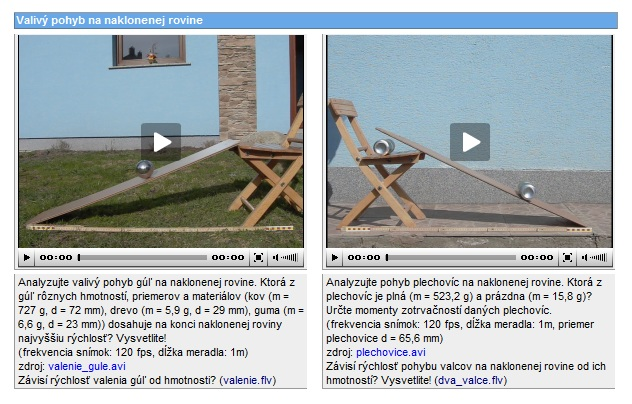 Valivý pohyb na naklonenej rovine
00:00 00:00
00:00 00:00
Analyzujte valivý pohyb gúľ na naklonenej rovine. Ktorá z
gúľ rôznych hmotností, priemerov a materiálov (kov (m =
727 g, d = 72 mm), drevo (m = 5,9 g, d = 29 mm), guma (m =
6,6 g, d = 23 mm)) dosahuje na konci naklonenej roviny
najvyššiu rýchlosť? Vysvetlite!
(frekvencia snímok: 120 fps, dĺžka meradla: 1m)
zdroj: valenie_gule.avi
Závisí rýchlosť valenia gúľ od hmotnosti? (valenie.flv)
Analyzujte pohyb plechovíc na naklonenej rovine. Ktorá z
plechovíc je plná (m = 523,2 g) a prázdna (m = 15,8 g)?
Určte momenty zotrvačností daných plechovíc.
(frekvencia snímok: 120 fps, dĺžka meradla: 1m, priemer
plechovice d = 65,6 mm)
zdroj: plechovice.avi
Závisí rýchlosť pohybu valcov na naklonenej rovine od ich
hmotností? Vysvetlite! (dva_valce.flv)